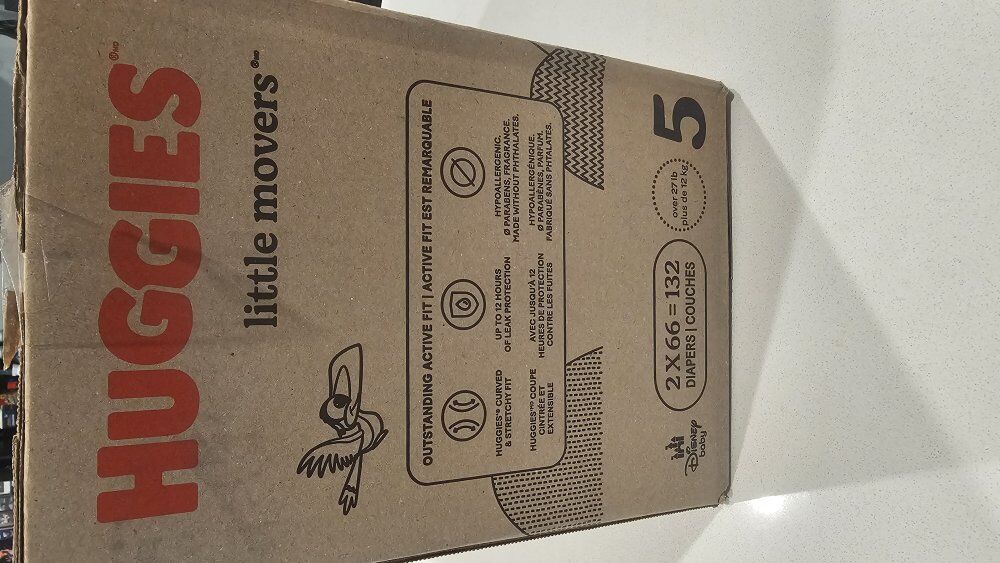 HUGGIES®MD
little movers®MD
OUTSTANDING ACTIVE FIT | ACTIVE FIT EST REMARQUABLE
HUGGIES® CURVED
& STRETCHY FIT
HUGGIESMD COUPE
CINTRÉE ET
EXTENSIBLE
UP TO 12 HOURS
OF LEAK PROTECTION
AVEC JUSQU'À 12
HEURES DE PROTECTION
CONTRE LES FUITES
HYPOALLERGENIC.
Ø PARABENS, FRAGRANCE.
MADE WITHOUT PHTHALATES.
HYPOALLERGÉNIQUE.
Ø PARABÈNES, PARFUM.
FABRIQUÉ SANS PHTALATES.
Disney
baby
2 X 66 = 132
DIAPERS | COUCHES
over 27 lb
plus de 12 kg
5